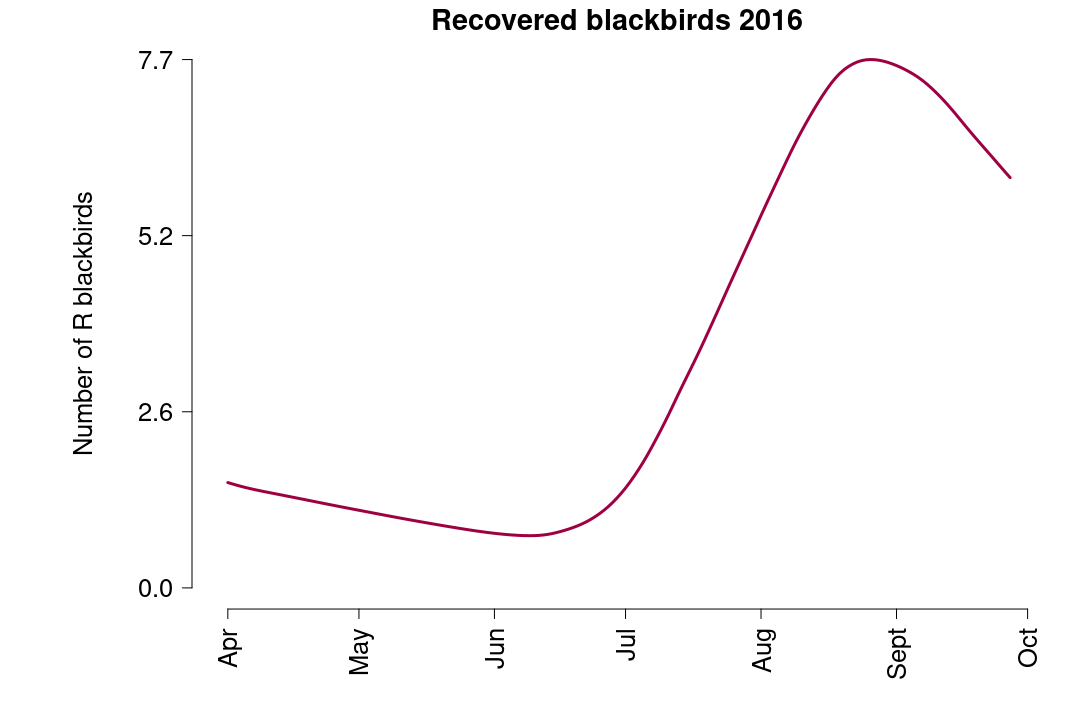 Recovered blackbirds 2016
Number of R blackbirds
7.7
5.2
2.6
0.0
Apr
May
Jun
Jul
Aug
Sept
Oct